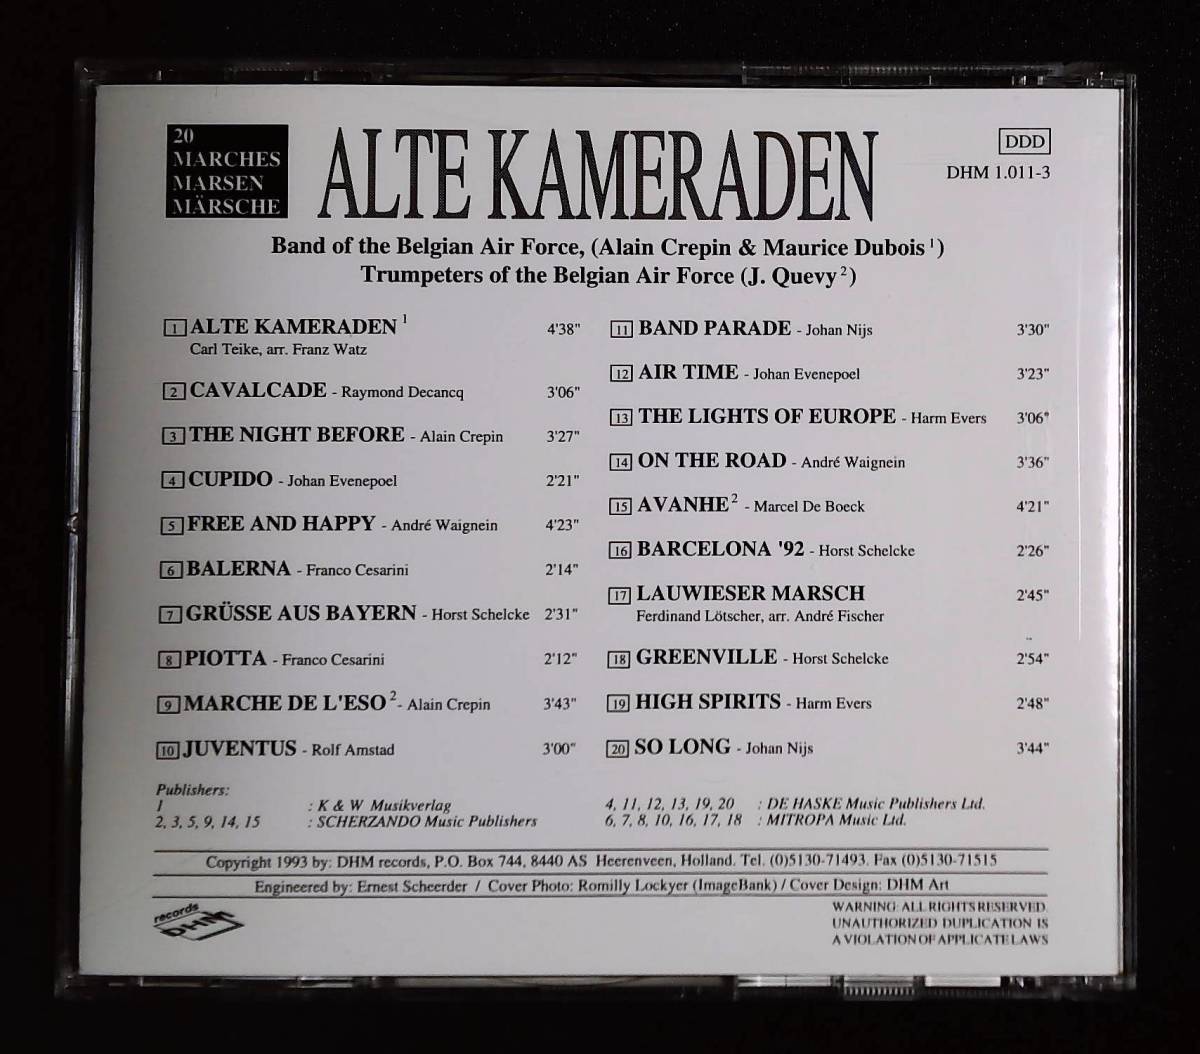 20
MARCHES
MARSEN
MÄRSCHE
ALTE KAMERADEN
DDD
DHM 1.011-3
Band of the Belgian Air Force, (Alain Crepin & Maurice Dubois ¹)
Trumpeters of the Belgian Air Force (J. Quevy ²)
1 ALTE KAMERADEN ¹ 4'38"
Carl Teike, arr. Franz Watz
2 CAVALCADE - Raymond Decancq 3'06"
3 THE NIGHT BEFORE - Alain Crepin 3'27"
4 CUPIDO - Johan Evenepoel 2'21"
5 FREE AND HAPPY - André Waignein 4'23"
6 BALERNA - Franco Cesarini 2'14"
7 GRÜSSE AUS BAYERN - Horst Schelcke 2'31"
8 PIOTTA - Franco Cesarini 2'12"
9 MARCHE DE L'ESO ² - Alain Crepin 3'43"
10 JUVENTUS - Rolf Amstad 3'00"
11 BAND PARADE - Johan Nijs 3'30"
12 AIR TIME - Johan Evenepoel 3'23"
13 THE LIGHTS OF EUROPE - Harm Evers 3'06"
14 ON THE ROAD - André Waignein 3'36"
15 AVANHE ² - Marcel De Boeck 4'21"
16 BARCELONA '92 - Horst Schelcke 2'26"
17 LAUWIESER MARSCH 2'45"
Ferdinand Lötscher, arr. André Fischer
18 GREENVILLE - Horst Schelcke 2'54"
19 HIGH SPIRITS - Harm Evers 2'48"
20 SO LONG - Johan Nijs 3'44"
Publishers:
1 : K & W Musikverlag
2, 3, 5, 9, 14, 15 : SCHERZANDO Music Publishers
4, 11, 12, 13, 19, 20 : DE HASKE Music Publishers Ltd.
6, 7, 8, 10, 16, 17, 18 : MITROPA Music Ltd.
Copyright 1993 by: DHM records, P.O. Box 744, 8440 AS Heerenveen, Holland. Tel. (0)5130-71493. Fax (0)5130-71515
Engineered by: Ernest Scheerder / Cover Photo: Romilly Lockyer (ImageBank) / Cover Design: DHM Art
records
DHM
WARNING: ALL RIGHTS RESERVED.
UNAUTHORIZED DUPLICATION IS
A VIOLATION OF APPLICATE LAWS